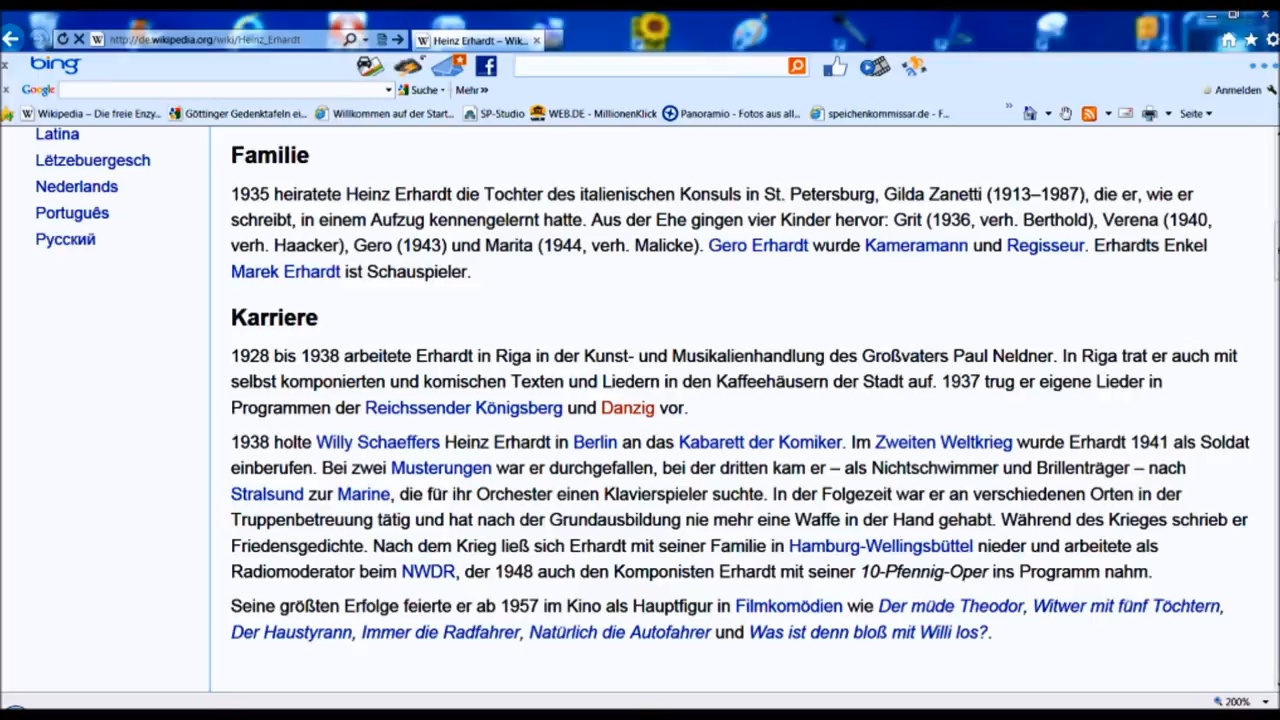 http://de.wikipedia.org/wiki/Heinz_Erhardt
Heinz Erhardt – Wik...
bing
Google
Suche
Mehr »
Anmelden
Wikipedia – Die freie Enzy...
Göttinger Gedenktafeln ei...
Willkommen auf der Start...
SP-Studio
WEB.DE - MillionenKlick
Panoramio - Fotos aus all...
speichenkommissar.de - F...
Seite
Latina
Lëtzebuergesch
Nederlands
Português
Русский
Familie
1935 heiratete Heinz Erhardt die Tochter des italienischen Konsuls in St. Petersburg, Gilda Zanetti (1913–1987), die er, wie er
schreibt, in einem Aufzug kennengelernt hatte. Aus der Ehe gingen vier Kinder hervor: Grit (1936, verh. Berthold), Verena (1940,
verh. Haacker), Gero (1943) und Marita (1944, verh. Malicke). Gero Erhardt wurde Kameramann und Regisseur. Erhardts Enkel
Marek Erhardt ist Schauspieler.
Karriere
1928 bis 1938 arbeitete Erhardt in Riga in der Kunst- und Musikalienhandlung des Großvaters Paul Neldner. In Riga trat er auch mit
selbst komponierten und komischen Texten und Liedern in den Kaffeehäusern der Stadt auf. 1937 trug er eigene Lieder in
Programmen der Reichssender Königsberg und Danzig vor.
1938 holte Willy Schaeffers Heinz Erhardt in Berlin an das Kabarett der Komiker. Im Zweiten Weltkrieg wurde Erhardt 1941 als Soldat
einberufen. Bei zwei Musterungen war er durchgefallen, bei der dritten kam er – als Nichtschwimmer und Brillenträger – nach
Stralsund zur Marine, die für ihr Orchester einen Klavierspieler suchte. In der Folgezeit war er an verschiedenen Orten in der
Truppenbetreuung tätig und hat nach der Grundausbildung nie mehr eine Waffe in der Hand gehabt. Während des Krieges schrieb er
Friedensgedichte. Nach dem Krieg ließ sich Erhardt mit seiner Familie in Hamburg-Wellingsbüttel nieder und arbeitete als
Radiomoderator beim NWDR, der 1948 auch den Komponisten Erhardt mit seiner 10-Pfennig-Oper ins Programm nahm.
Seine größten Erfolge feierte er ab 1957 im Kino als Hauptfigur in Filmkomödien wie Der müde Theodor, Witwer mit fünf Töchtern,
Der Haustyrann, Immer die Radfahrer, Natürlich die Autofahrer und Was ist denn bloß mit Willi los?.
200%